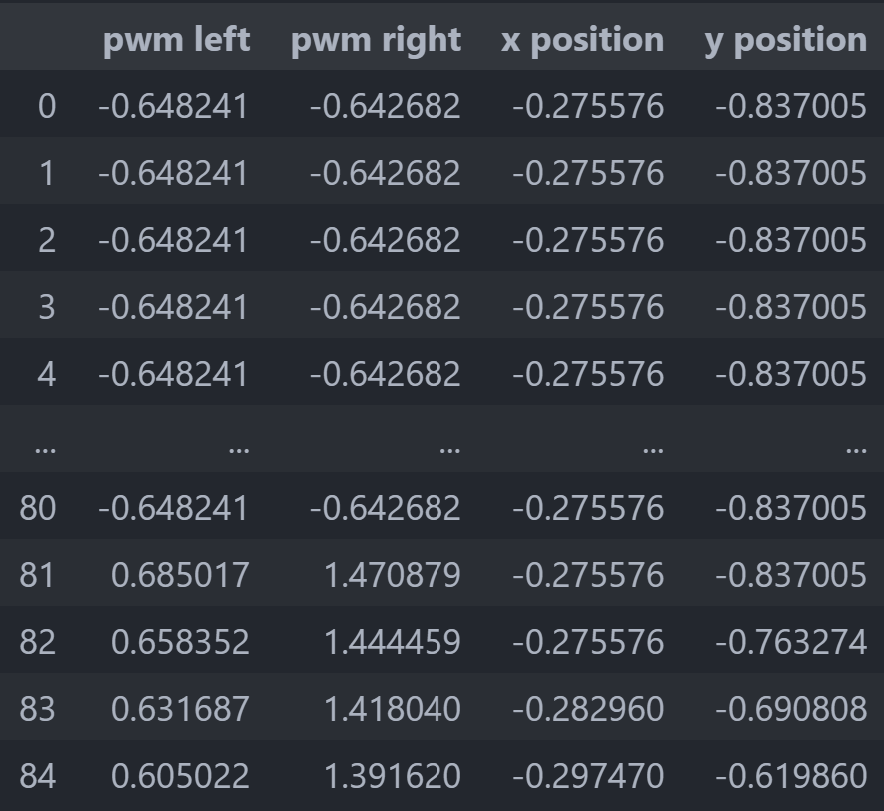 pwm left pwm right x position y position
0 -0.648241 -0.642682 -0.275576 -0.837005
1 -0.648241 -0.642682 -0.275576 -0.837005
2 -0.648241 -0.642682 -0.275576 -0.837005
3 -0.648241 -0.642682 -0.275576 -0.837005
4 -0.648241 -0.642682 -0.275576 -0.837005
... ... ... ... ...
80 -0.648241 -0.642682 -0.275576 -0.837005
81 0.685017 1.470879 -0.275576 -0.837005
82 0.658352 1.444459 -0.275576 -0.763274
83 0.631687 1.418040 -0.282960 -0.690808
84 0.605022 1.391620 -0.297470 -0.619860